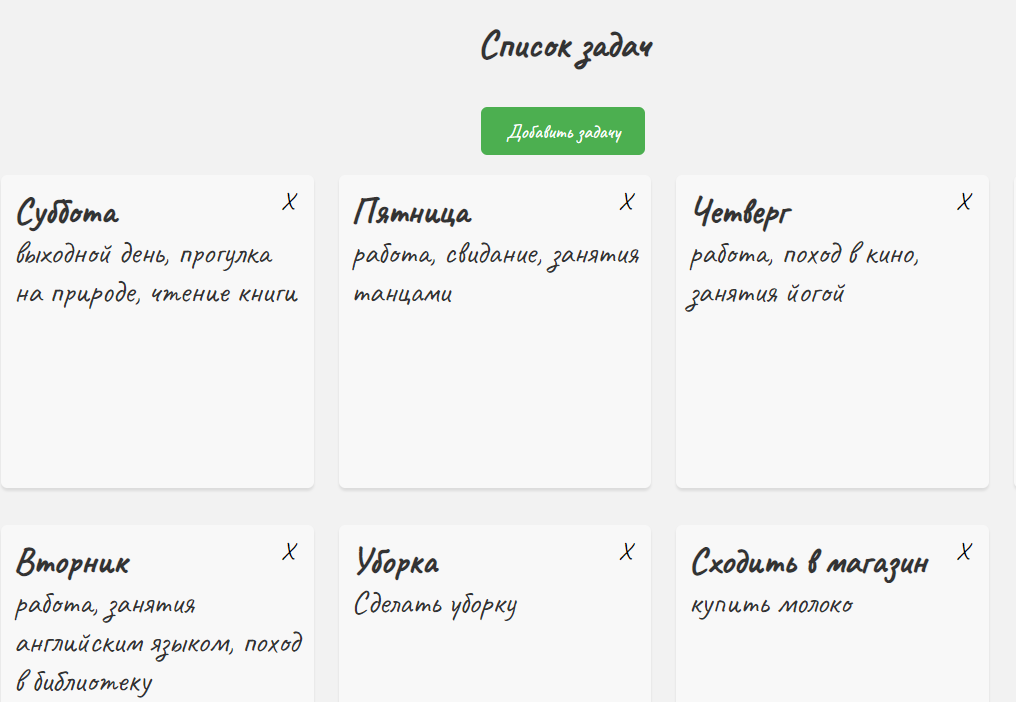 Список задач
Добавить задачу
Суббота X
выходной день, прогулка
на природе, чтение книги
Пятница X
работа, свидание, занятия
танцами
Четверг X
работа, поход в кино,
занятия йогой
Вторник X
работа, занятия
английским языком, поход
в библиотеку
Уборка X
Сделать уборку
Сходить в магазин X
купить молоко